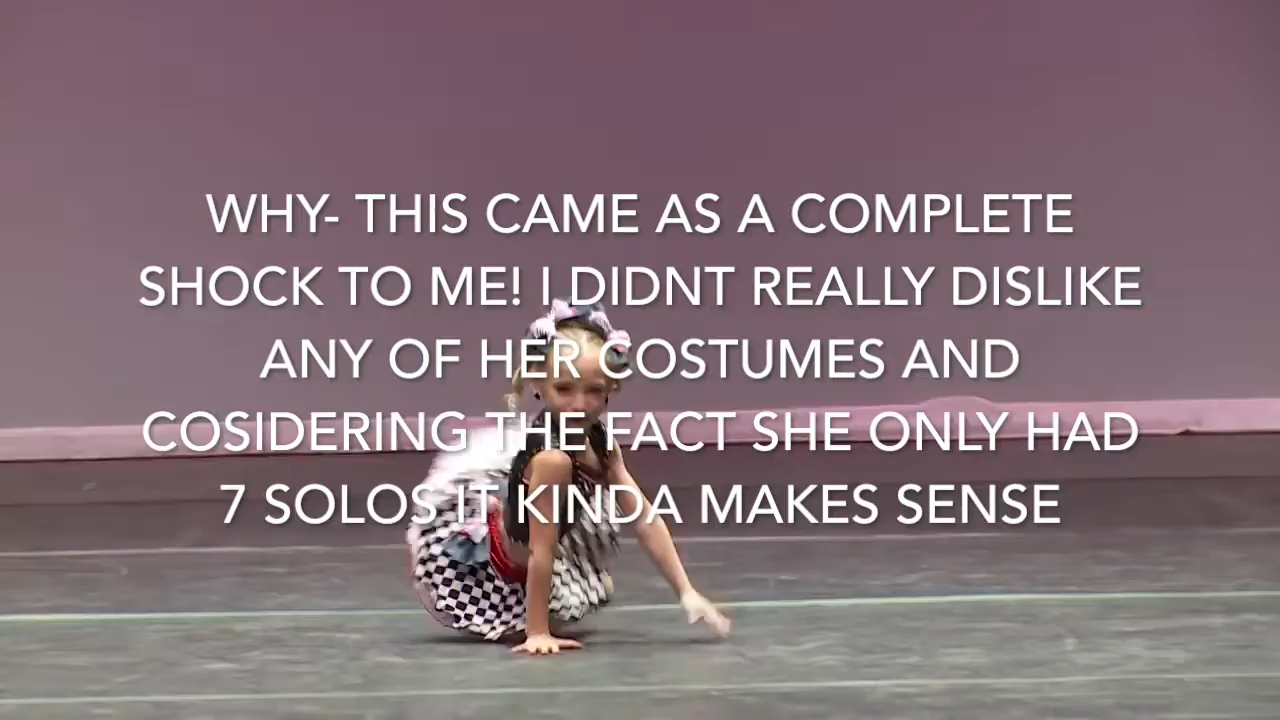 WHY- THIS CAME AS A COMPLETE
SHOCK TO ME! I DIDNT REALLY DISLIKE
ANY OF HER COSTUMES AND
COSIDERING THE FACT SHE ONLY HAD
7 SOLOS IT KINDA MAKES SENSE